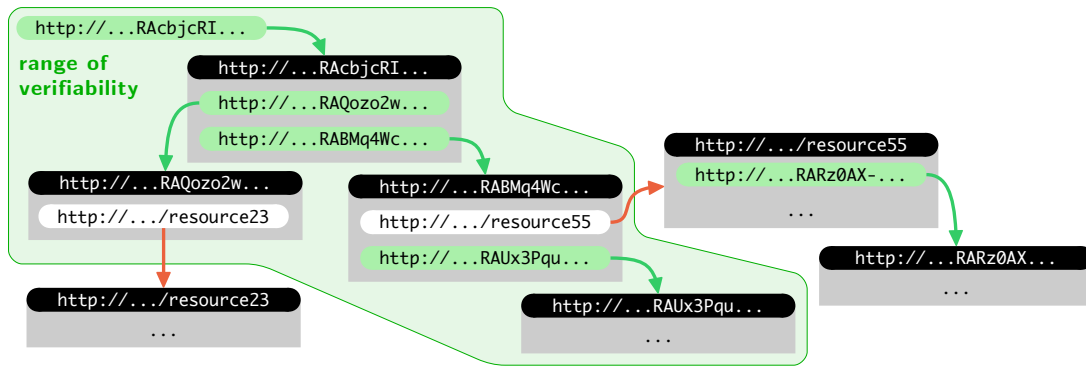 http://...RAcbjcRI...
range of
verifiability
http://...RAcbjcRI...
http://...RAQozo2w...
http://...RABMq4Wc...
http://...RAQozo2w...
http://.../resource23
http://.../resource23
...
http://...RABMq4Wc...
http://.../resource55
http://...RAUx3Pqu...
http://...RAUx3Pqu...
...
http://.../resource55
http://...RARz0AX-...
...
http://...RARz0AX...
...